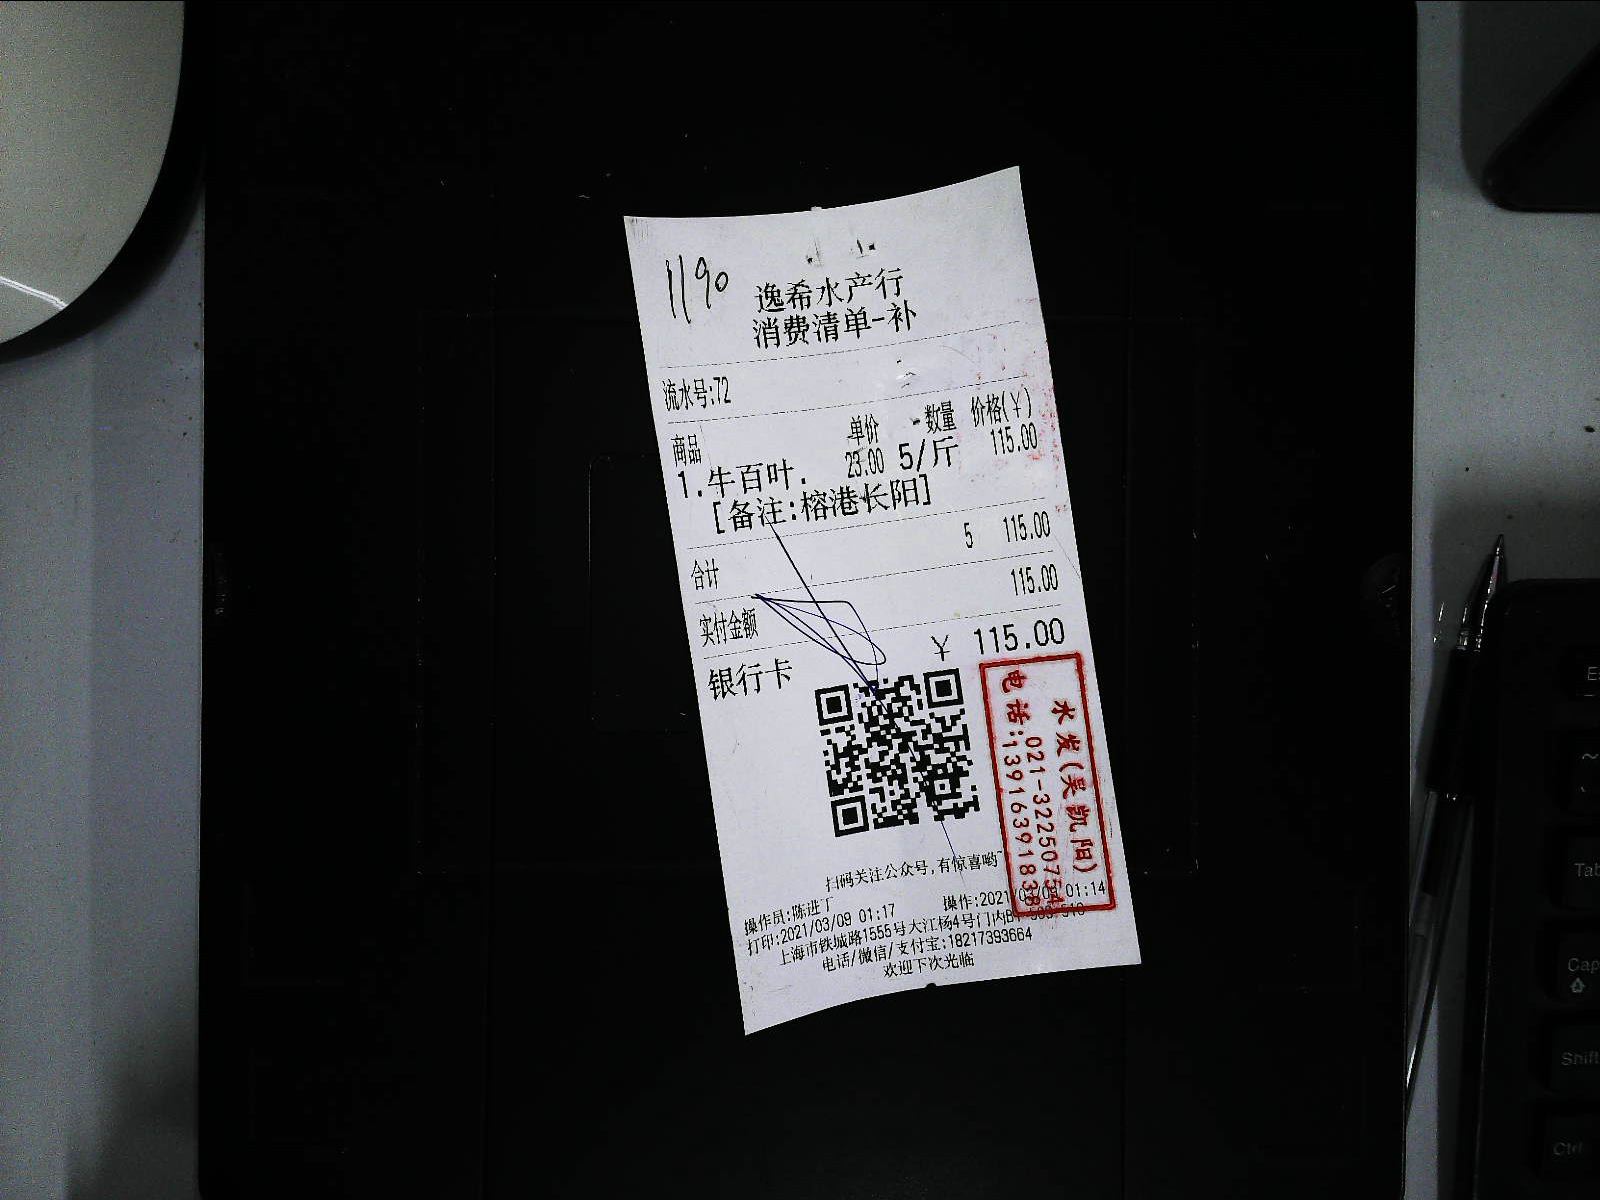 1190
逸希水产行
消费清单-补
流水号:72
商品 单价 数量 价格(¥)
1.牛百叶. 23.00 5/斤 115.00
[备注:榕港长阳]
合计 5 115.00
实付金额 115.00
银行卡 ¥ 115.00
水发(吴凯阳)
021-32250754
电话:13916391838
扫码关注公众号,有惊喜哟~
操作员:陈进丁 操作:2021/03/09 01:14
打印:2021/03/09 01:17
上海市铁城路1555号大江杨4号门内
电话/微信/支付宝:18217393664
欢迎下次光临
Tab
Shift
Ctrl